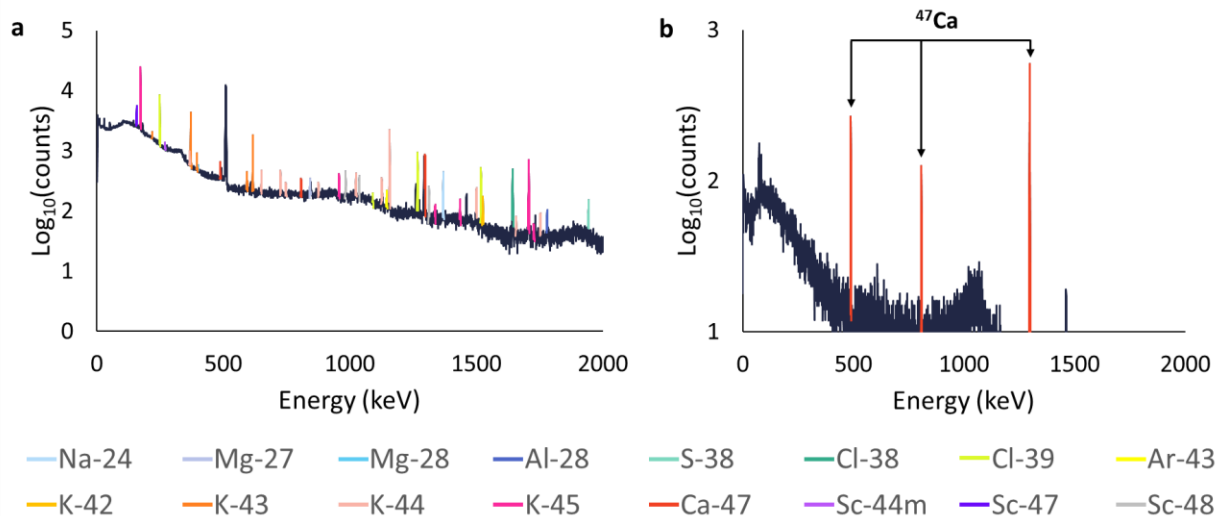 a
5
4
3
2
1
0
Log10(counts)
0 500 1000 1500 2000
Energy (keV)
b
47Ca
3
2
1
Log10(counts)
0 500 1000 1500 2000
Energy (keV)
Na-24 Mg-27 Mg-28 Al-28 S-38 Cl-38 Cl-39 Ar-43
K-42 K-43 K-44 K-45 Ca-47 Sc-44m Sc-47 Sc-48